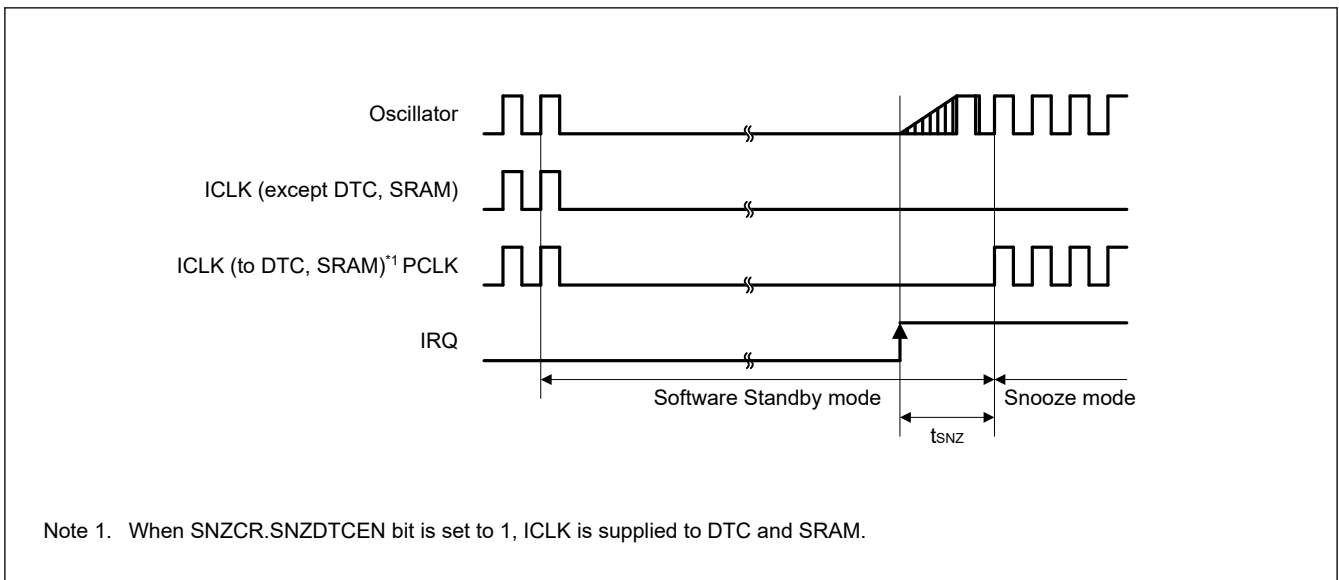 Oscillator
ICLK (except DTC, SRAM)
ICLK (to DTC, SRAM)*1 PCLK
IRQ
Software Standby mode
Snooze mode
tSNZ
Note 1. When SNZCR.SNZDTCEN bit is set to 1, ICLK is supplied to DTC and SRAM.